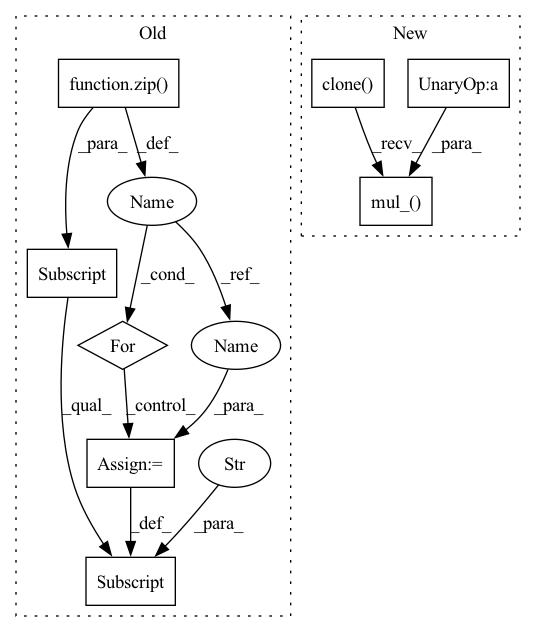 Old
New
function.zip()
clone()
UnaryOp:a
_para_
_def_
_recv_
_para_
Name
mul_()
Subscript
_cond_
_ref_
For
Name
_qual_
_control_
_para_
Assign:=
Str
_def_
_para_
Subscript